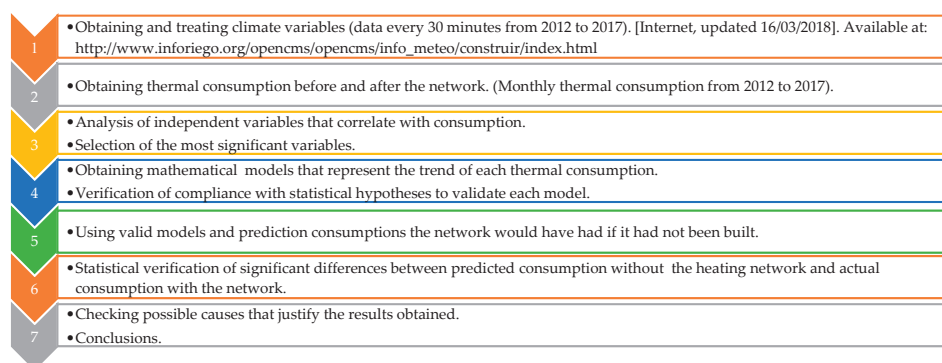 1
•Obtaining and treating climate variables (data every 30 minutes from 2012 to 2017). [Internet, updated 16/03/2018]. Available at:
http://www.inforiego.org/opencms/opencms/info_meteo/construir/index.html
2
•Obtaining thermal consumption before and after the network. (Monthly thermal consumption from 2012 to 2017).
3
•Analysis of independent variables that correlate with consumption.
•Selection of the most significant variables.
4
•Obtaining mathematical models that represent the trend of each thermal consumption.
•Verification of compliance with statistical hypotheses to validate each model.
5
•Using valid models and prediction consumptions the network would have had if it had not been built.
6
•Statistical verification of significant differences between predicted consumption without the heating network and actual
consumption with the network.
7
•Checking possible causes that justify the results obtained.
•Conclusions.